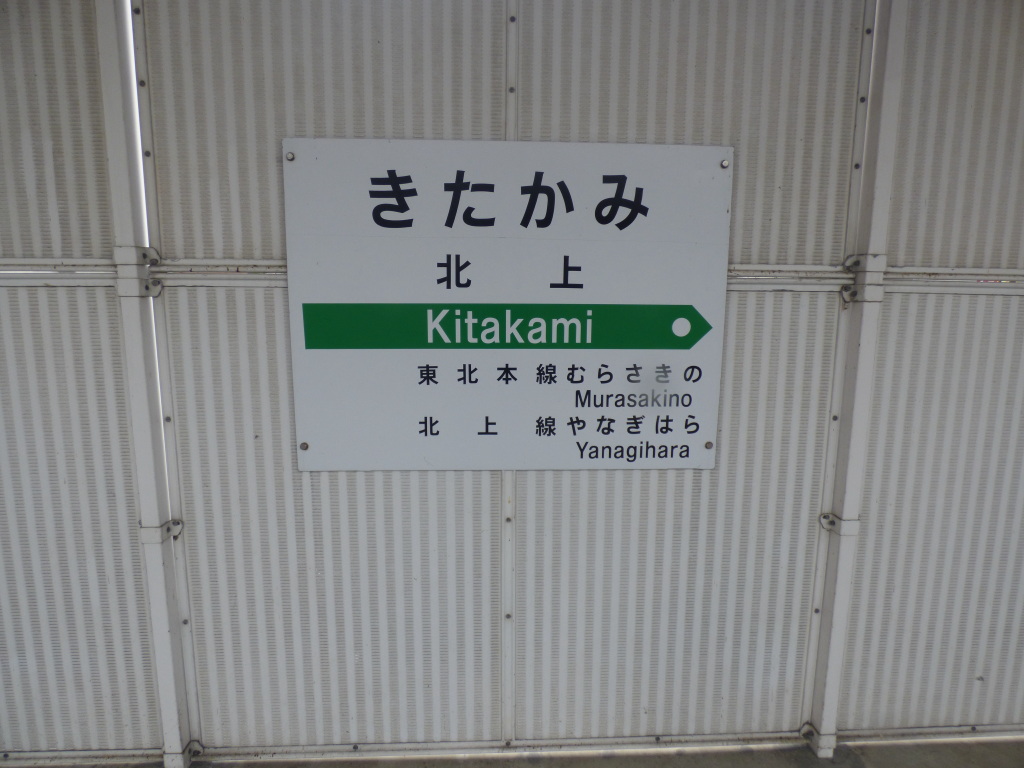 きたかみ
北上
Kitakami
東北本線むらさきの
Murasakino
北上線やなぎはら
Yanagihara